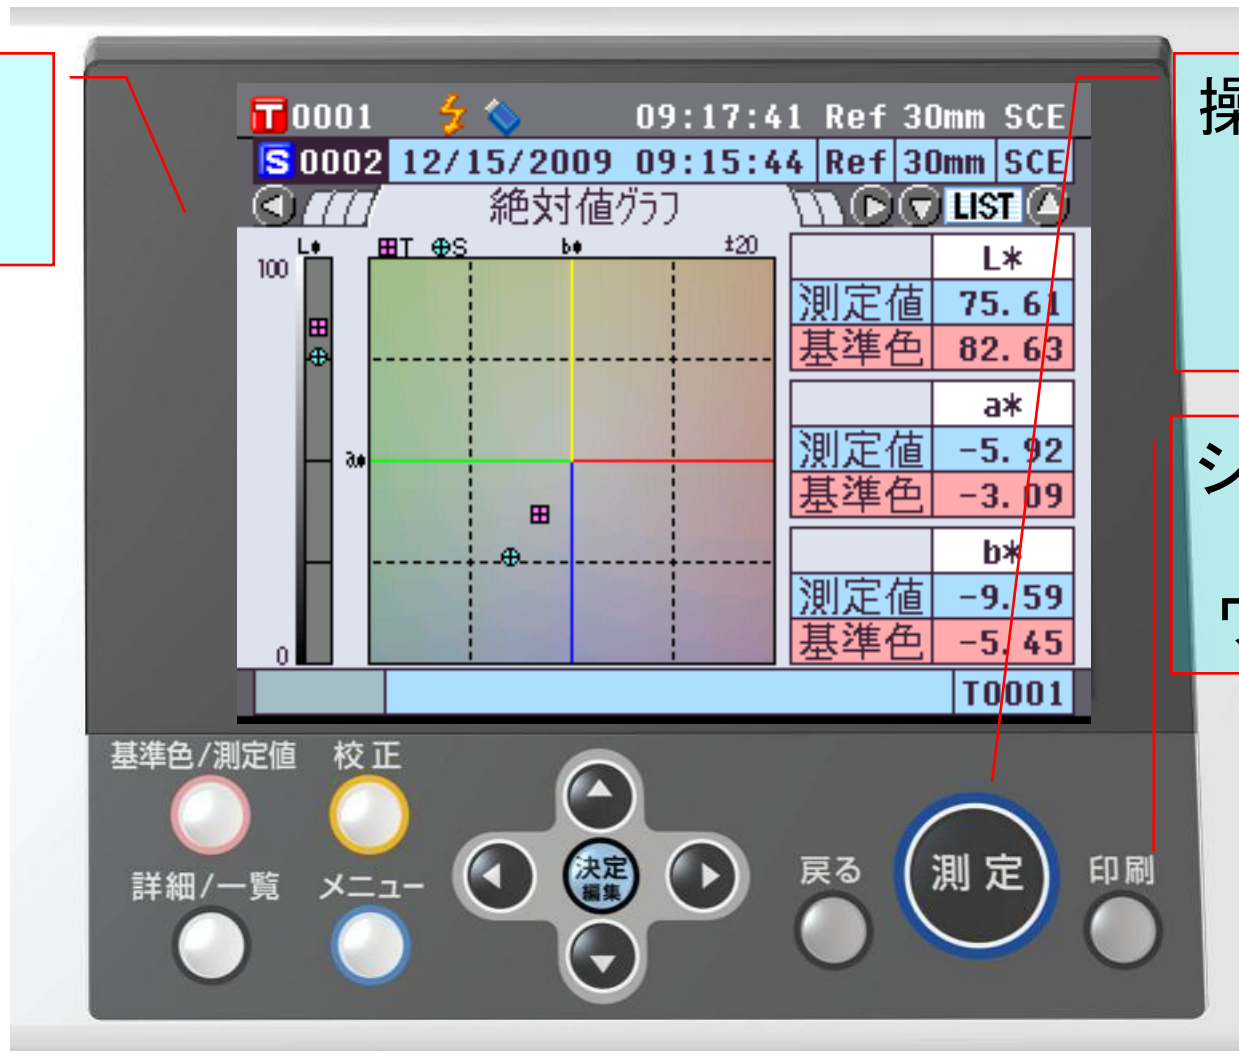 操
シ
ワ
T 0001 09:17:41 Ref 30mm SCE
S 0002 12/15/2009 09:15:44 Ref 30mm SCE
絶対値グラフ LIST
L* T S b* ±20
100
a*
0
L*
測定値 75.61
基準色 82.63
a*
測定値 -5.92
基準色 -3.09
b*
測定値 -9.59
基準色 -5.45
T0001
基準色/測定値 校正
詳細/一覧 メニュー
決定
編集
戻る 測定 印刷